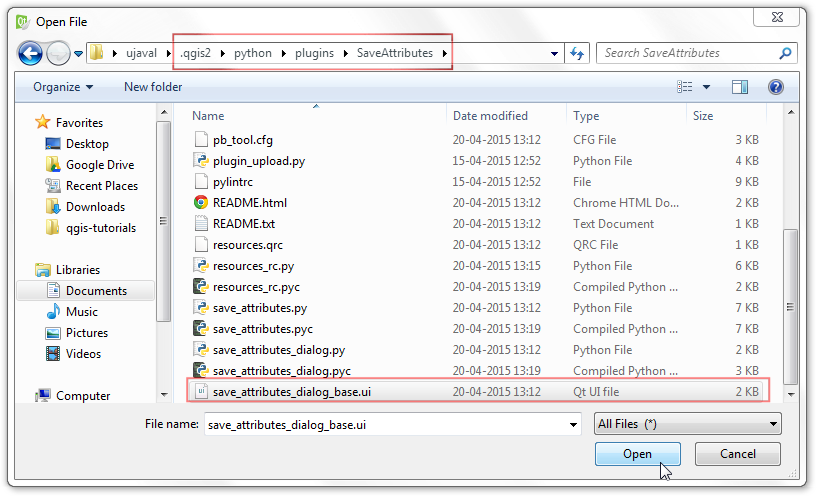 Open File
ujaval .qgis2 python plugins SaveAttributes Search SaveAttributes
Organize New folder
Favorites
Desktop
Google Drive
Recent Places
Downloads
qgis-tutorials
Libraries
Documents
Music
Pictures
Videos
Computer
Name Date modified Type Size
pb_tool.cfg 20-04-2015 13:12 CFG File 3 KB
plugin_upload.py 15-04-2015 12:52 Python File 4 KB
pylintrc 15-04-2015 12:52 File 9 KB
README.html 20-04-2015 13:12 Chrome HTML Do... 2 KB
README.txt 20-04-2015 13:12 Text Document 1 KB
resources.qrc 20-04-2015 13:12 QRC File 1 KB
resources_rc.py 20-04-2015 13:15 Python File 6 KB
resources_rc.pyc 20-04-2015 13:19 Compiled Python ... 6 KB
save_attributes.py 20-04-2015 13:12 Python File 7 KB
save_attributes.pyc 20-04-2015 13:19 Compiled Python ... 7 KB
save_attributes_dialog.py 20-04-2015 13:12 Python File 2 KB
save_attributes_dialog.pyc 20-04-2015 13:19 Compiled Python ... 3 KB
save_attributes_dialog_base.ui 20-04-2015 13:12 Qt UI file 2 KB
File name: save_attributes_dialog_base.ui All Files (*)
Open Cancel